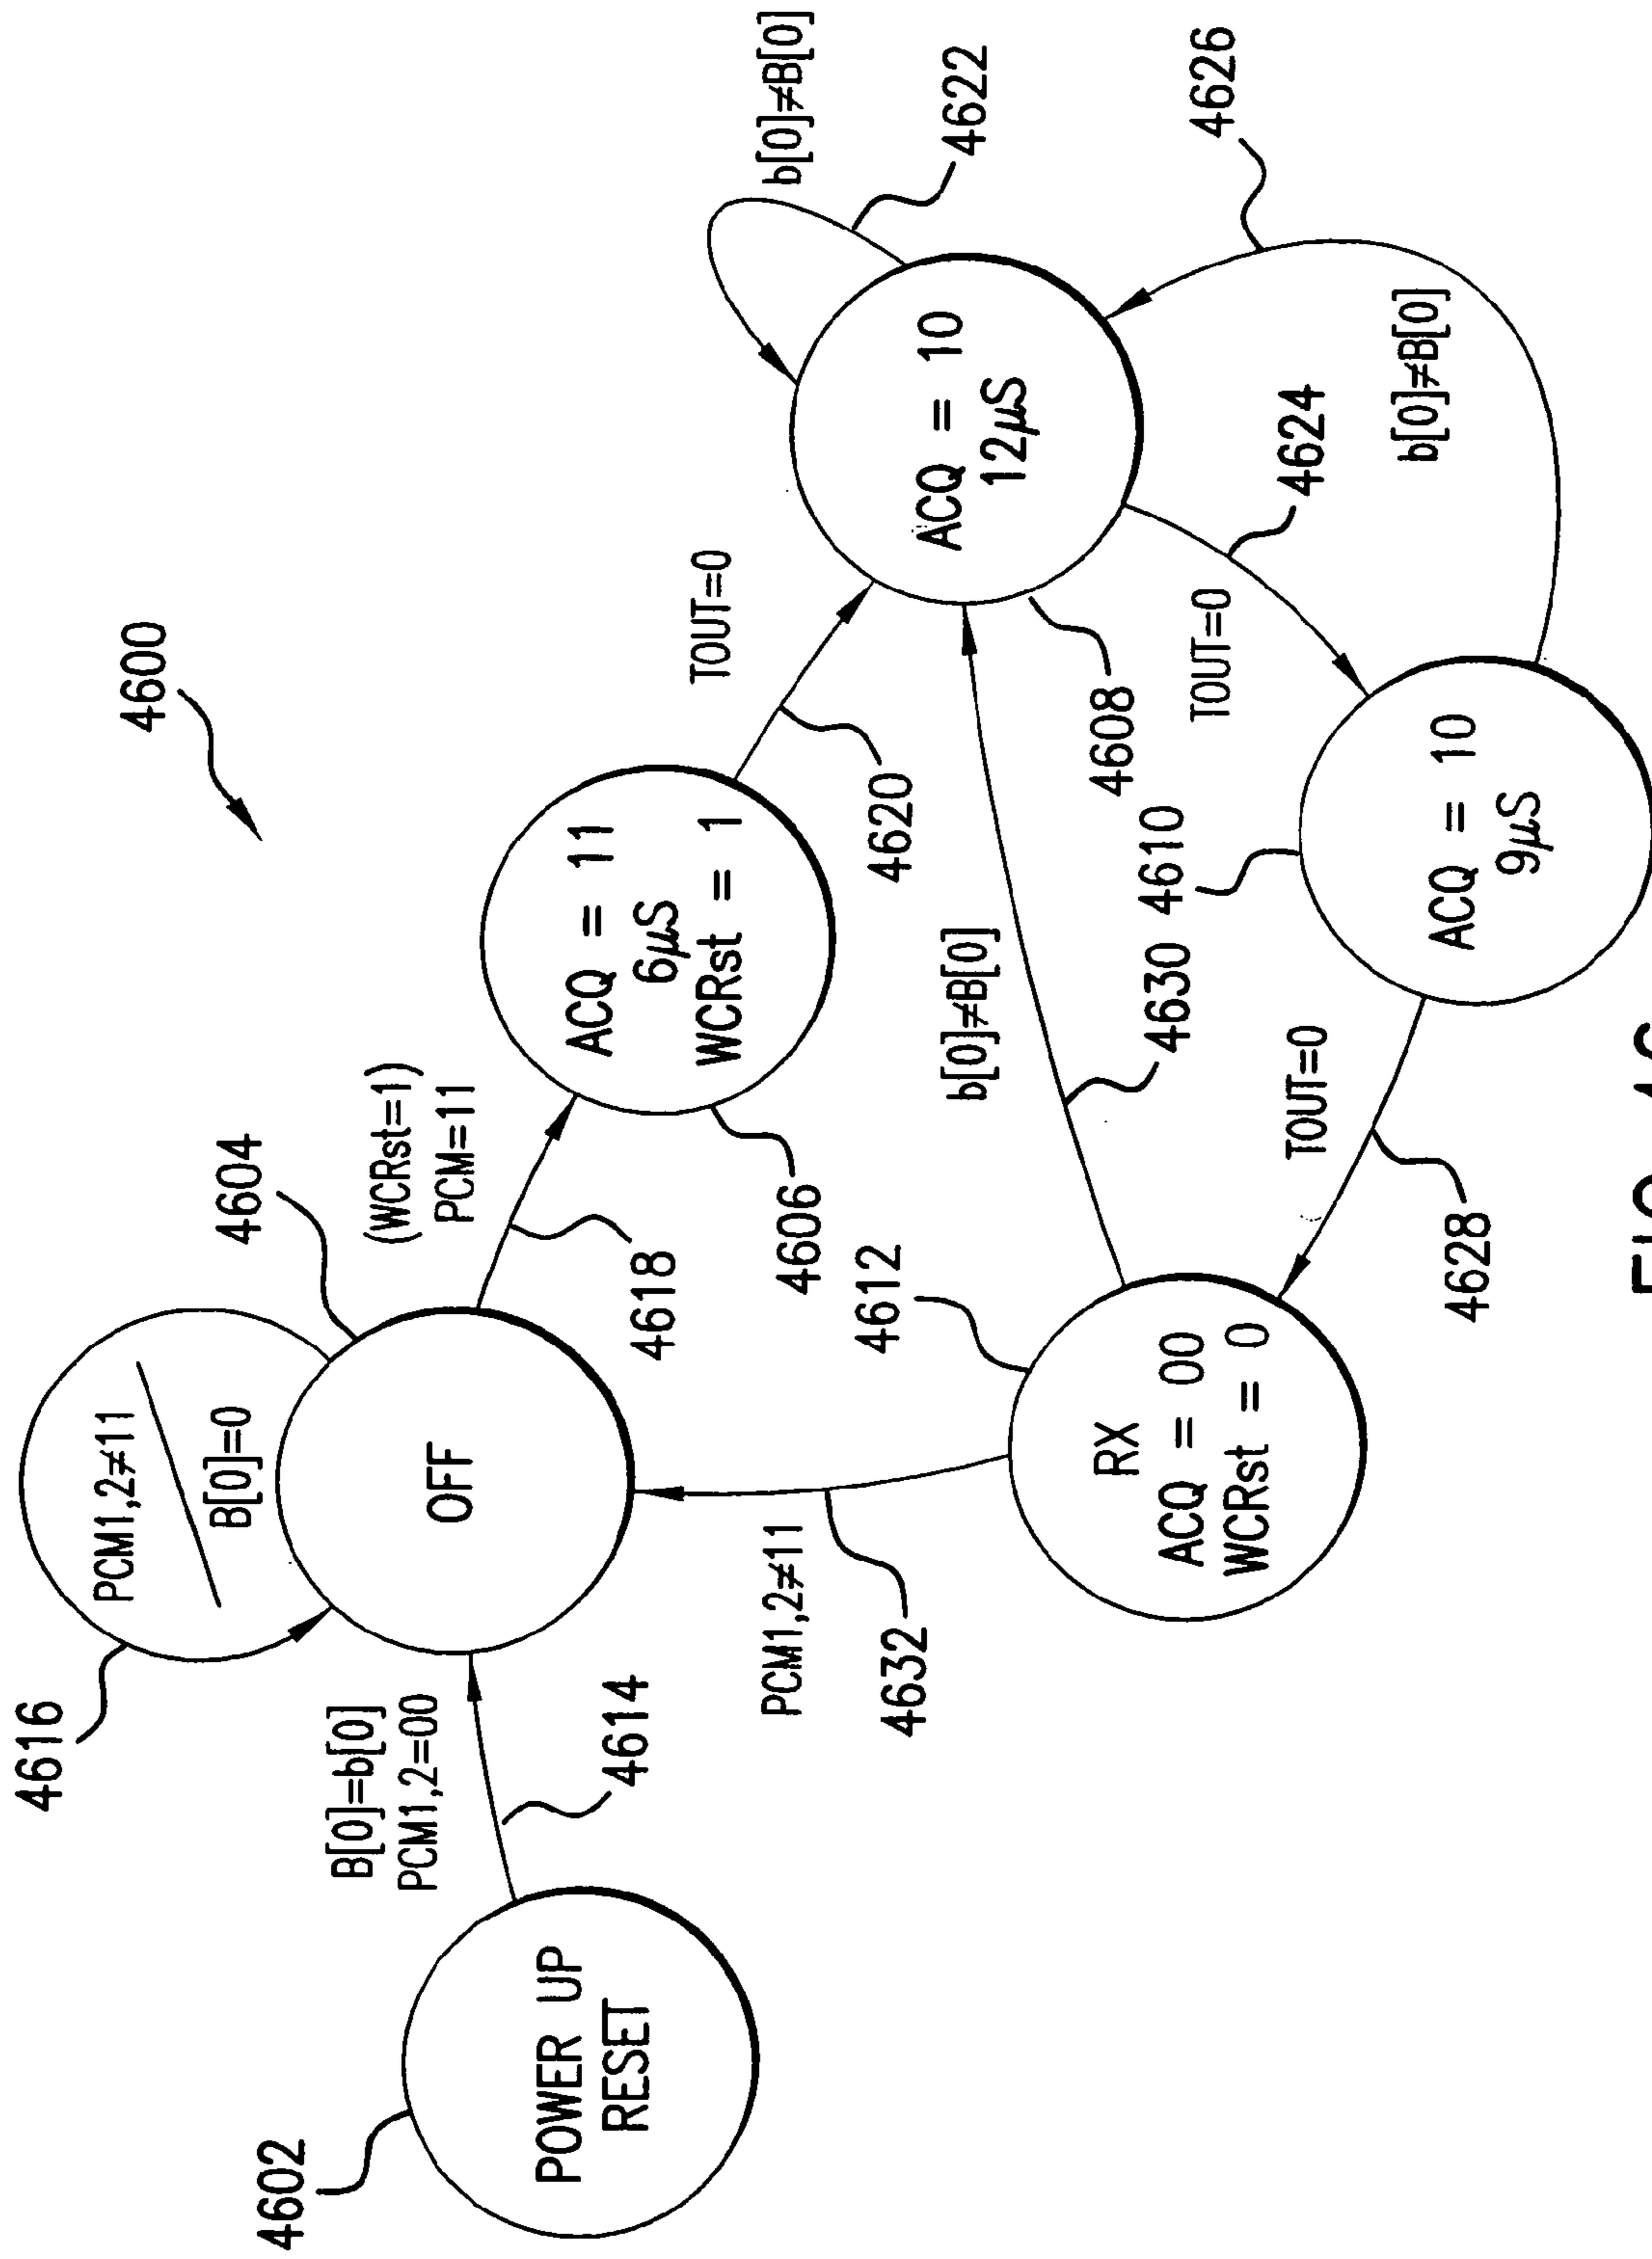 4600
4616
PCM1,2≠11
B[0]=0
4604
OFF
(WCRst=1)
PCM=11
4618
4602
POWER UP
RESET
B[0]=b[0]
PCM1,2=00
4614
ACQ = 11
6μS
WCRst = 1
4606
TOUT=0
4620
b[0]≠B[0]
4622
ACQ = 10
12μS
4608
4626
b[0]≠B[0]
4624
TOUT=0
4610
ACQ = 10
9μS
b[0]≠B[0]
4630
TOUT=0
4628
4612
RX
ACQ = 00
WCRst = 0
PCM1,2≠11
4632